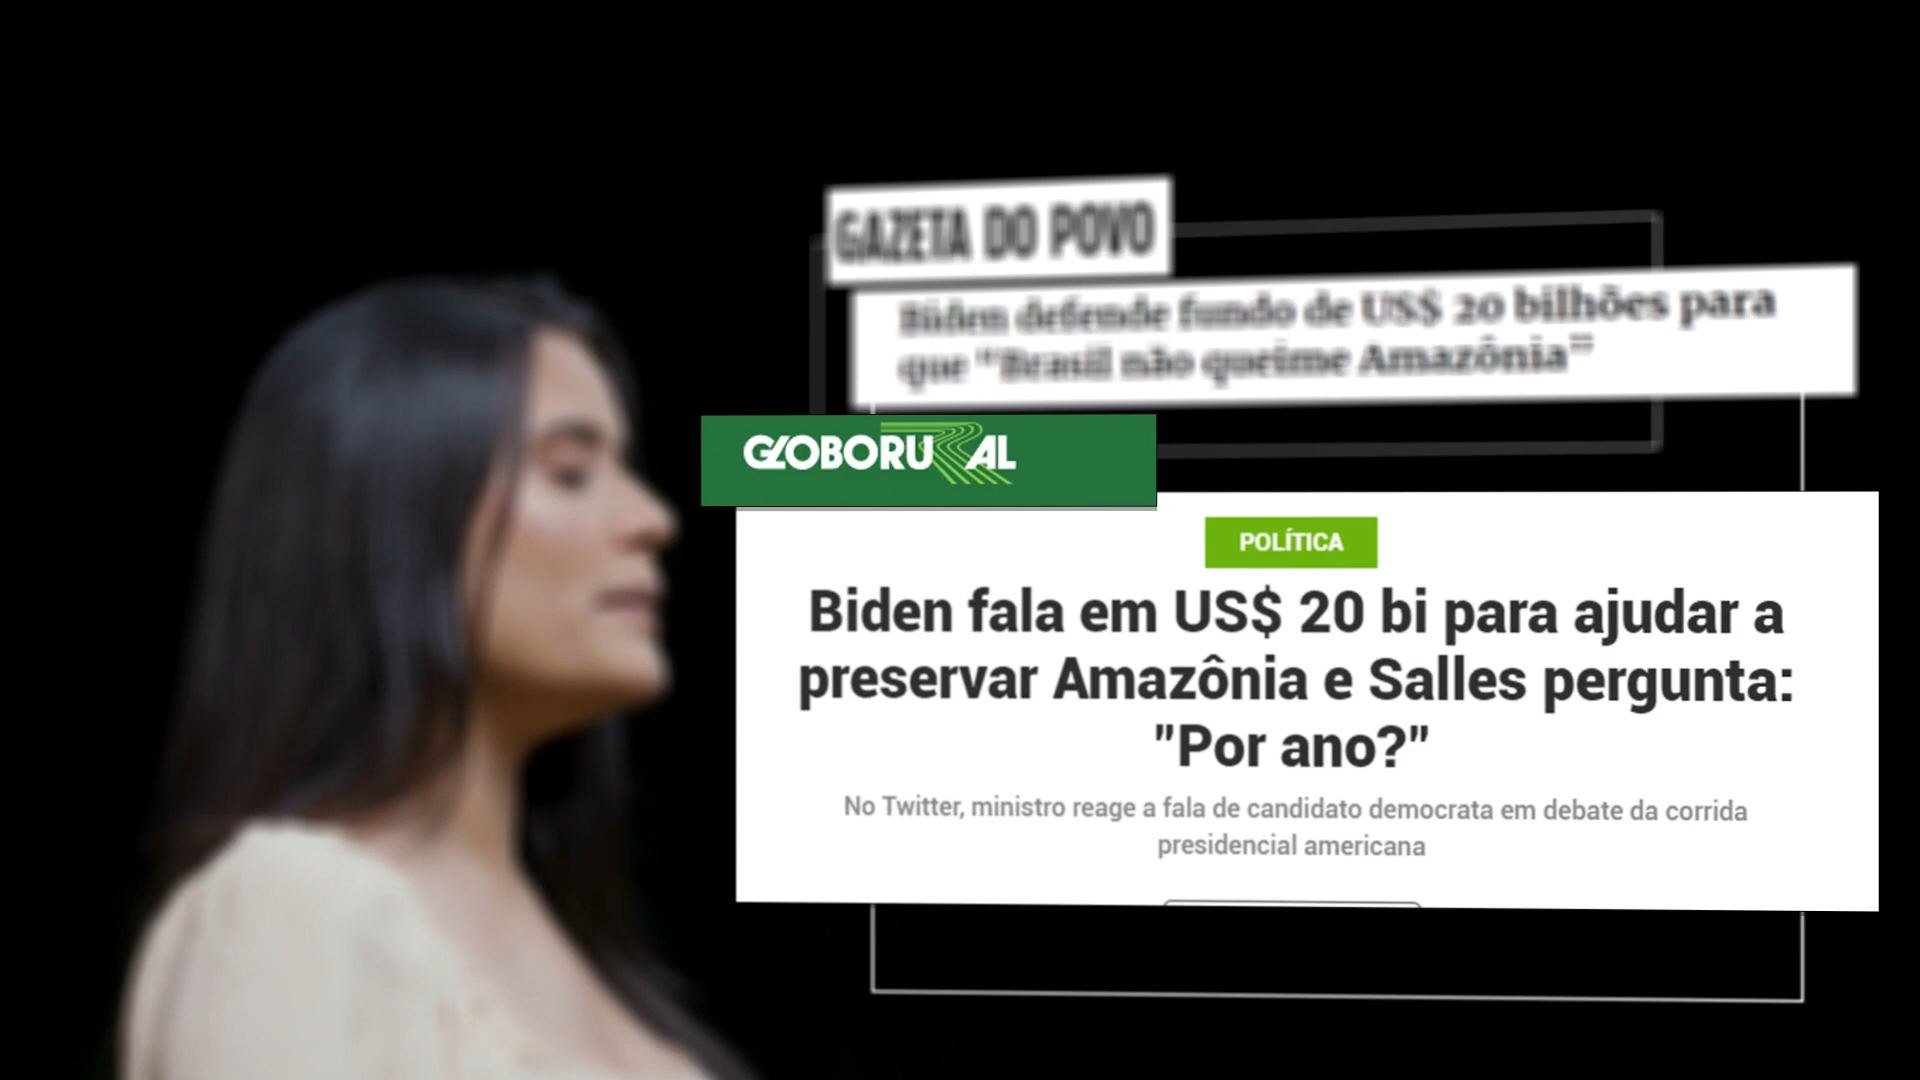 GAZETA DO POVO
Biden defende fundo de US$ 20 bilhões para
que "Brasil não queime Amazônia"
GLOBORURAL
POLÍTICA
Biden fala em US$ 20 bi para ajudar a
preservar Amazônia e Salles pergunta:
"Por ano?"
No Twitter, ministro reage a fala de candidato democrata em debate da corrida
presidencial americana